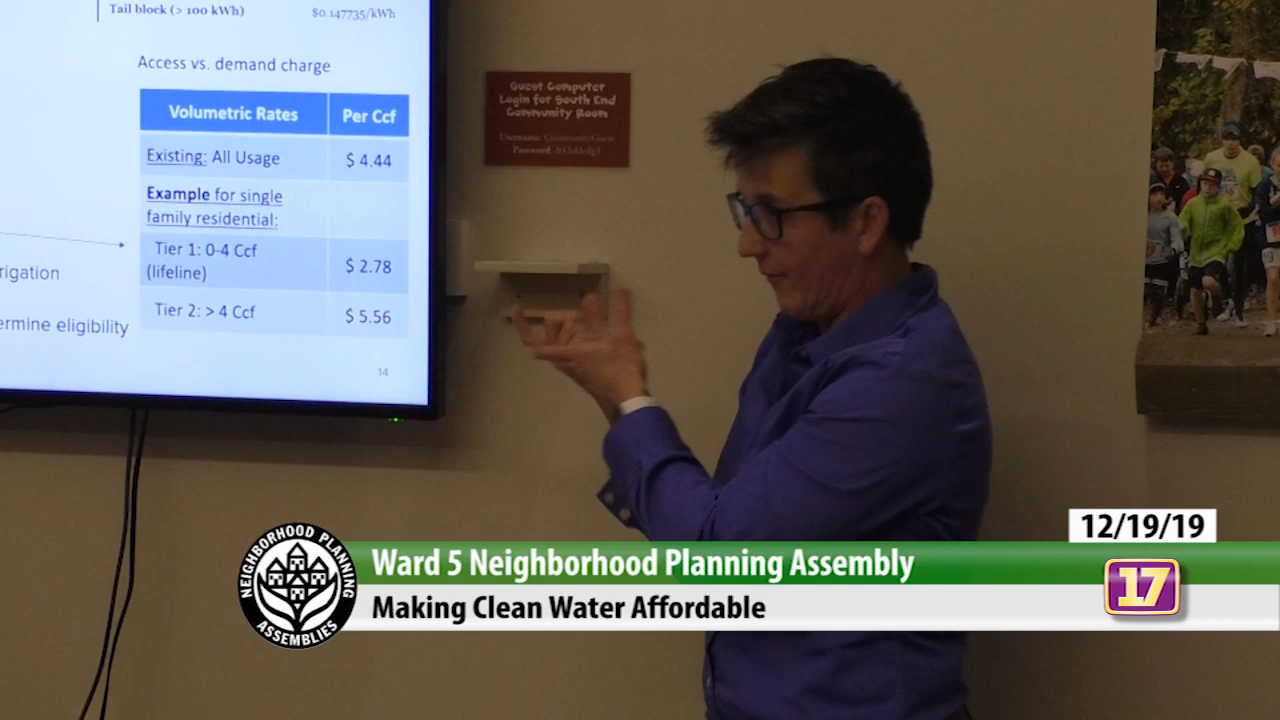 Tail block (> 100 kWh) $0.147735/kWh
Access vs. demand charge
Volumetric Rates Per Ccf
Existing: All Usage $ 4.44
Example for single
family residential:
Tier 1: 0-4 Ccf
(lifeline) $ 2.78
Tier 2: > 4 Ccf $ 5.56
rigation
ermine eligibility
14
Guest Computer
Login for South End
Community Room
Username: CommunityGuest
Password:
12/19/19
NEIGHBORHOOD PLANNING
ASSEMBLIES
Ward 5 Neighborhood Planning Assembly
Making Clean Water Affordable
17